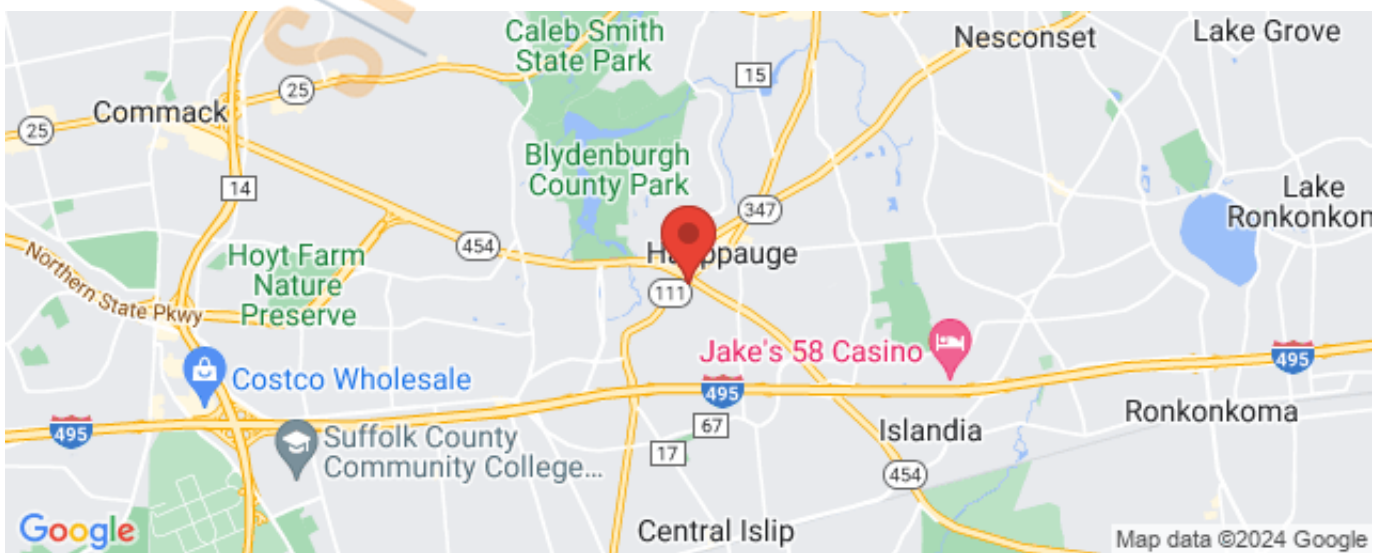 Caleb Smith
State Park
Nesconset
Lake Grove
15
25
Commack
25
Blydenburgh
County Park
14
Lake
Ronkonkon
347
454
Hoyt Farm
Nature
Preserve
Northern State Pkwy
111
Jake's 58 Casino
Costco Wholesale
495
495
Ronkonkoma
67
Islandia
495
Suffolk County
Community College...
17
454
Central Islip
Google
Map data ©2024 Google